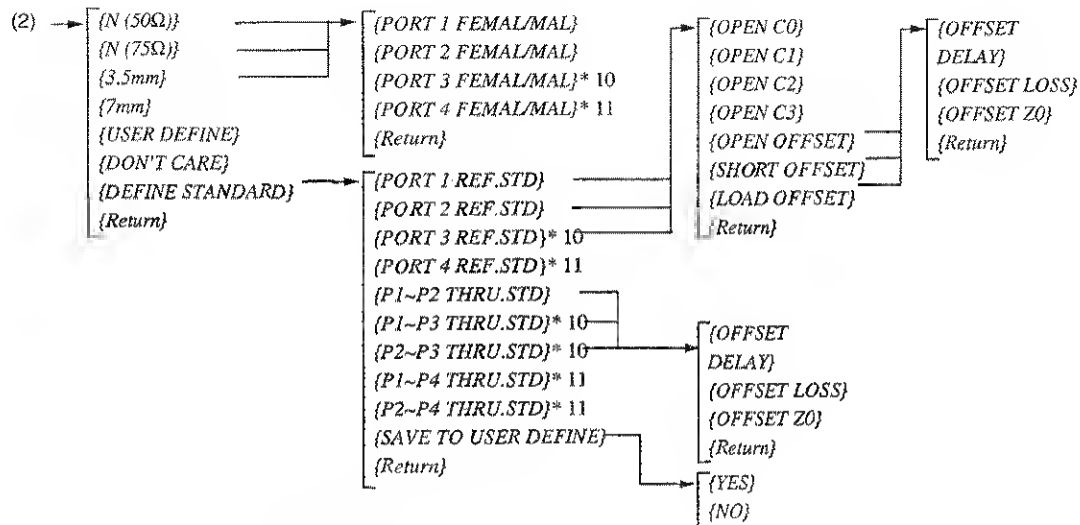 (2)
{N (50Ω)}
{N (75Ω)}
{3.5mm}
{7mm}
{USER DEFINE}
{DON'T CARE}
{DEFINE STANDARD}
{Return}
{PORT 1 FEMAL/MAL}
{PORT 2 FEMAL/MAL}
{PORT 3 FEMAL/MAL}* 10
{PORT 4 FEMAL/MAL}* 11
{Return}
{PORT 1 REF.STD}
{PORT 2 REF.STD}
{PORT 3 REF.STD}* 10
{PORT 4 REF.STD}* 11
{P1~P2 THRU.STD}
{P1~P3 THRU.STD}* 10
{P2~P3 THRU.STD}* 10
{P1~P4 THRU.STD}* 11
{P2~P4 THRU.STD}* 11
{SAVE TO USER DEFINE}
{Return}
{OPEN C0}
{OPEN C1}
{OPEN C2}
{OPEN C3}
{OPEN OFFSET}
{SHORT OFFSET}
{LOAD OFFSET}
{Return}
{OFFSET
DELAY}
{OFFSET LOSS}
{OFFSET Z0}
{Return}
{OFFSET
DELAY}
{OFFSET LOSS}
{OFFSET Z0}
{Return}
{YES}
{NO}